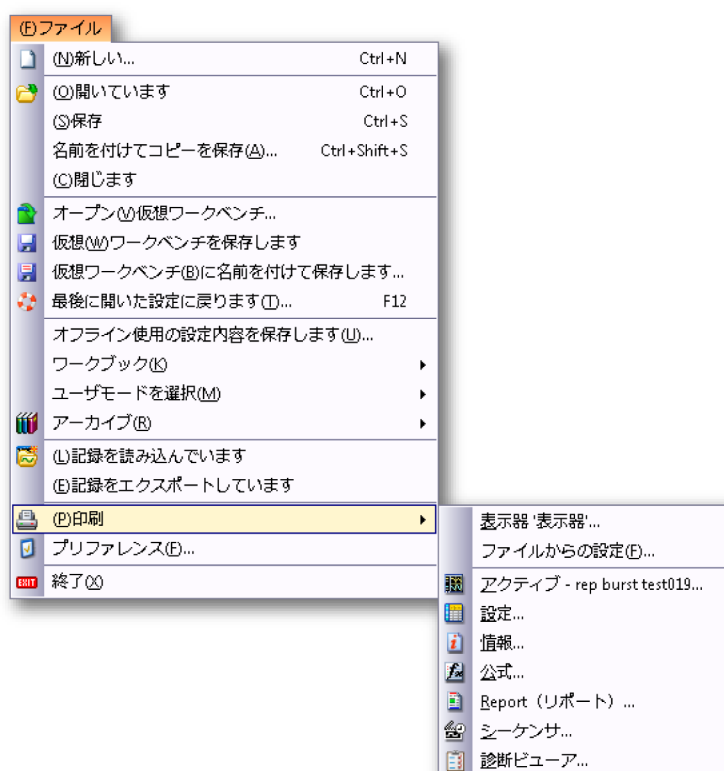 (F)ファイル
(N)新しい... Ctrl+N
(O)開いています Ctrl+O
(S)保存 Ctrl+S
名前を付けてコピーを保存(A)... Ctrl+Shift+S
(C)閉じます
オープン(V)仮想ワークベンチ...
仮想(W)ワークベンチを保存します
仮想ワークベンチ(B)に名前を付けて保存します...
最後に開いた設定に戻ります(T)... F12
オフライン使用の設定内容を保存します(U)...
ワークブック(K)
ユーザモードを選択(M)
アーカイブ(R)
(L)記録を読み込んでいます
(E)記録をエクスポートしています
(P)印刷
プリファレンス(F)...
EXIT 終了(X)
表示器 '表示器'...
ファイルからの設定(F)...
アクティブ - rep burst test019...
設定...
情報...
公式...
Report（リポート）...
シーケンサ...
診断ビューア...